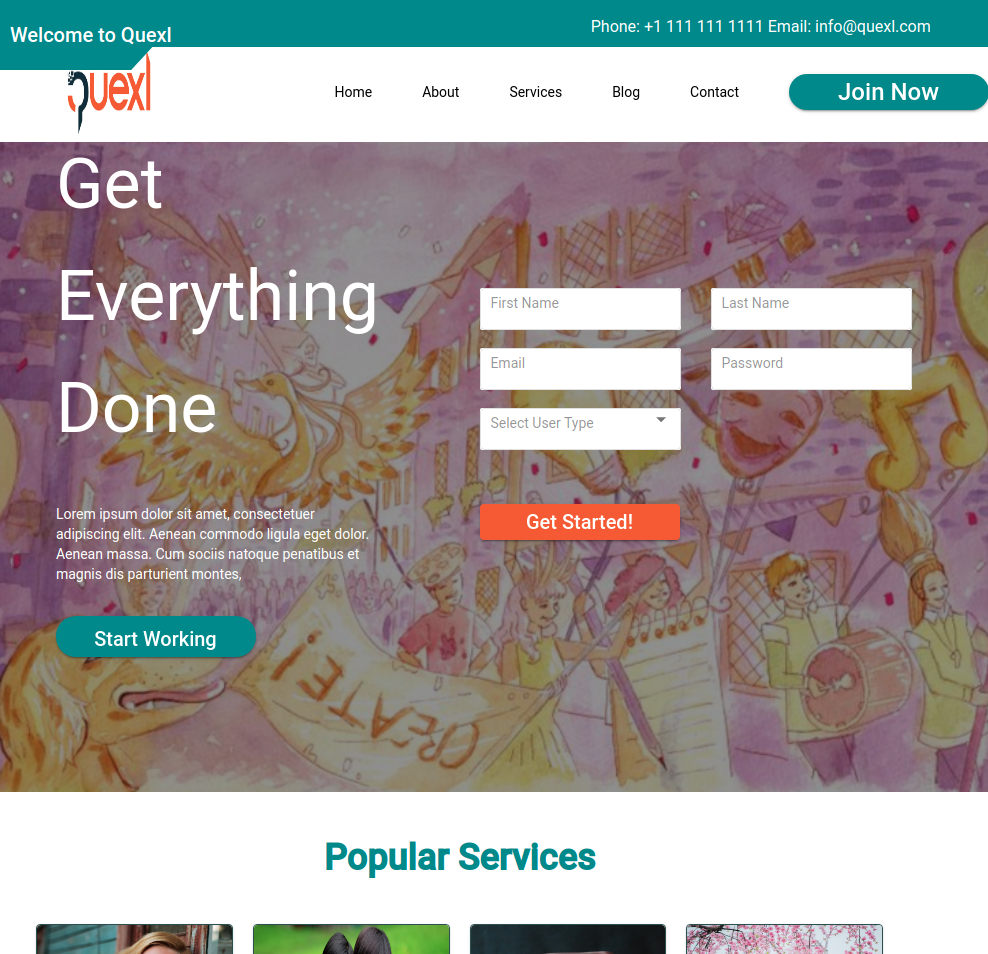 Welcome to Quexl
Phone: +1 111 111 1111 Email: info@quexl.com
quexl
Home About Services Blog Contact Join Now
Get
Everything
Done
First Name Last Name
Email Password
Select User Type
Get Started!
Lorem ipsum dolor sit amet, consectetuer
adipiscing elit. Aenean commodo ligula eget dolor.
Aenean massa. Cum sociis natoque penatibus et
magnis dis parturient montes,
Start Working
CREATE!
Popular Services